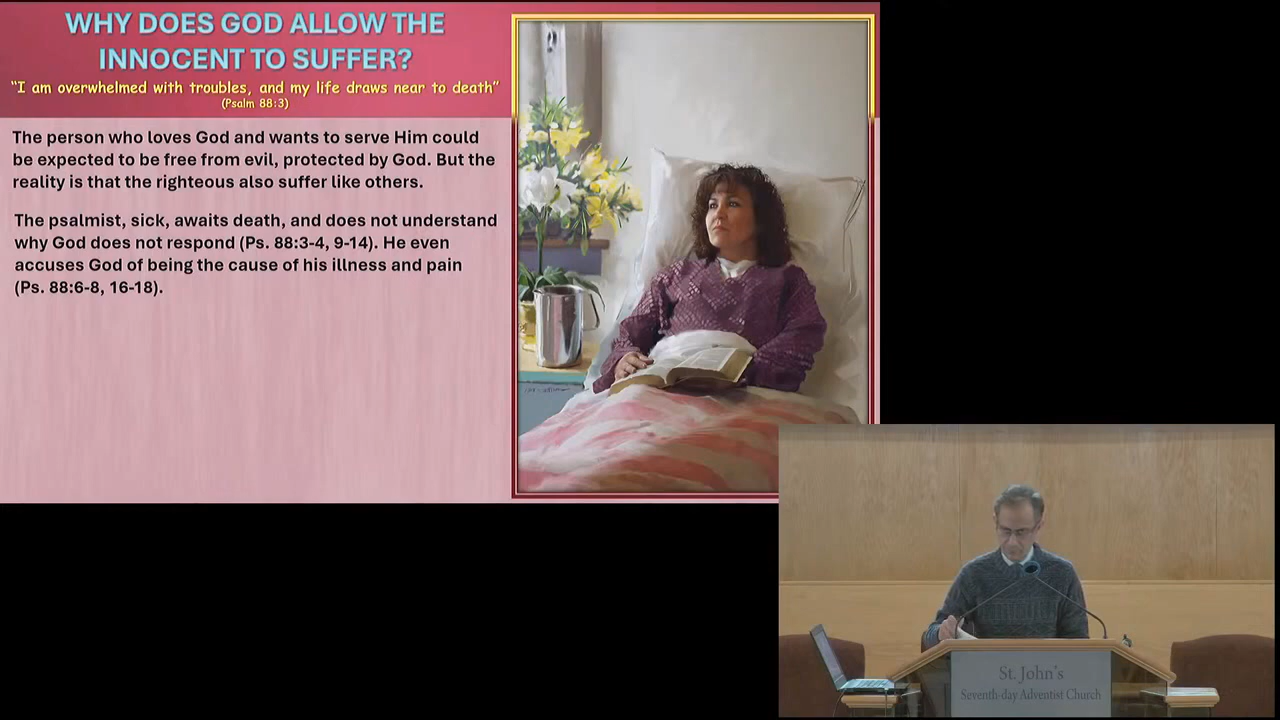 WHY DOES GOD ALLOW THE
INNOCENT TO SUFFER?
"I am overwhelmed with troubles, and my life draws near to death"
(Psalm 88:3)
The person who loves God and wants to serve Him could
be expected to be free from evil, protected by God. But the
reality is that the righteous also suffer like others.
The psalmist, sick, awaits death, and does not understand
why God does not respond (Ps. 88:3-4, 9-14). He even
accuses God of being the cause of his illness and pain
(Ps. 88:6-8, 16-18).
St. John's
Seventh-day Adventist Church